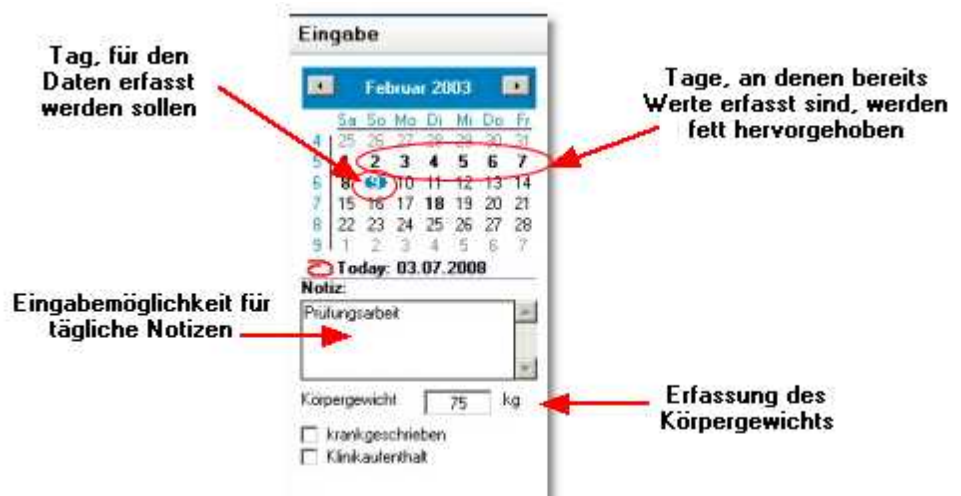 Eingabe
Tag, für den
Daten erfasst
werden sollen
Februar 2003
Tage, an denen bereits
Werte erfasst sind, werden
fett hervorgehoben
Sa So Mo Di Mi Do Fr
4 25 26 27 28 29 30 31
5 1 2 3 4 5 6 7
6 8 9 10 11 12 13 14
7 15 16 17 18 19 20 21
8 22 23 24 25 26 27 28
9 1 2 3 4 5 6 7
Today: 03.07.2008
Notiz:
Eingabemöglichkeit für
tägliche Notizen
Prüfungsarbeit
Körpergewicht 75 kg
Erfassung des
Körpergewichts
krankgeschrieben
Klinikaufenthalt